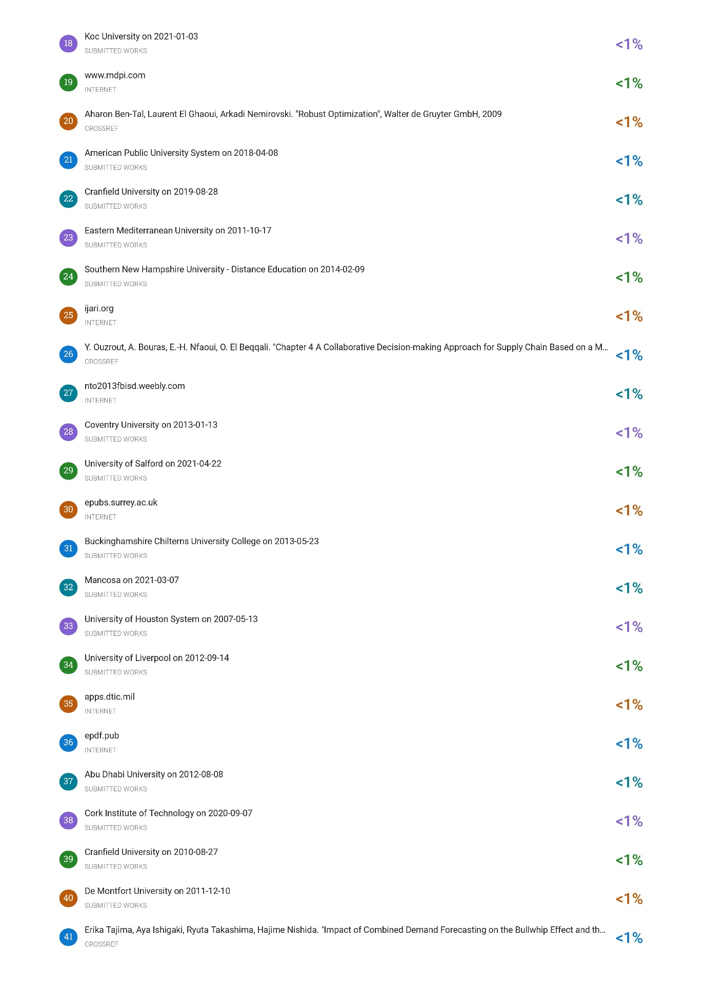 18
Koc University on 2021-01-03
SUBMITTED WORKS
<1%
19
www.mdpi.com
INTERNET
<1%
20
Aharon Ben-Tal, Laurent El Ghaoui, Arkadi Nemirovski. "Robust Optimization", Walter de Gruyter GmbH, 2009
CROSSREF
<1%
21
American Public University System on 2018-04-08
SUBMITTED WORKS
<1%
22
Cranfield University on 2019-08-28
SUBMITTED WORKS
<1%
23
Eastern Mediterranean University on 2011-10-17
SUBMITTED WORKS
<1%
24
Southern New Hampshire University - Distance Education on 2014-02-09
SUBMITTED WORKS
<1%
25
ijari.org
INTERNET
<1%
26
Y. Ouzrout, A. Bouras, E.-H. Nfaoui, O. El Beqqali. "Chapter 4 A Collaborative Decision-making Approach for Supply Chain Based on a M...
CROSSREF
<1%
27
nto2013fbisd.weebly.com
INTERNET
<1%
28
Coventry University on 2013-01-13
SUBMITTED WORKS
<1%
29
University of Salford on 2021-04-22
SUBMITTED WORKS
<1%
30
epubs.surrey.ac.uk
INTERNET
<1%
31
Buckinghamshire Chilterns University College on 2013-05-23
SUBMITTED WORKS
<1%
32
Mancosa on 2021-03-07
SUBMITTED WORKS
<1%
33
University of Houston System on 2007-05-13
SUBMITTED WORKS
<1%
34
University of Liverpool on 2012-09-14
SUBMITTED WORKS
<1%
35
apps.dtic.mil
INTERNET
<1%
36
epdf.pub
INTERNET
<1%
37
Abu Dhabi University on 2012-08-08
SUBMITTED WORKS
<1%
38
Cork Institute of Technology on 2020-09-07
SUBMITTED WORKS
<1%
39
Cranfield University on 2010-08-27
SUBMITTED WORKS
<1%
40
De Montfort University on 2011-12-10
SUBMITTED WORKS
<1%
41
Erika Tajima, Aya Ishigaki, Ryuta Takashima, Hajime Nishida. "Impact of Combined Demand Forecasting on the Bullwhip Effect and th...
CROSSREF
<1%